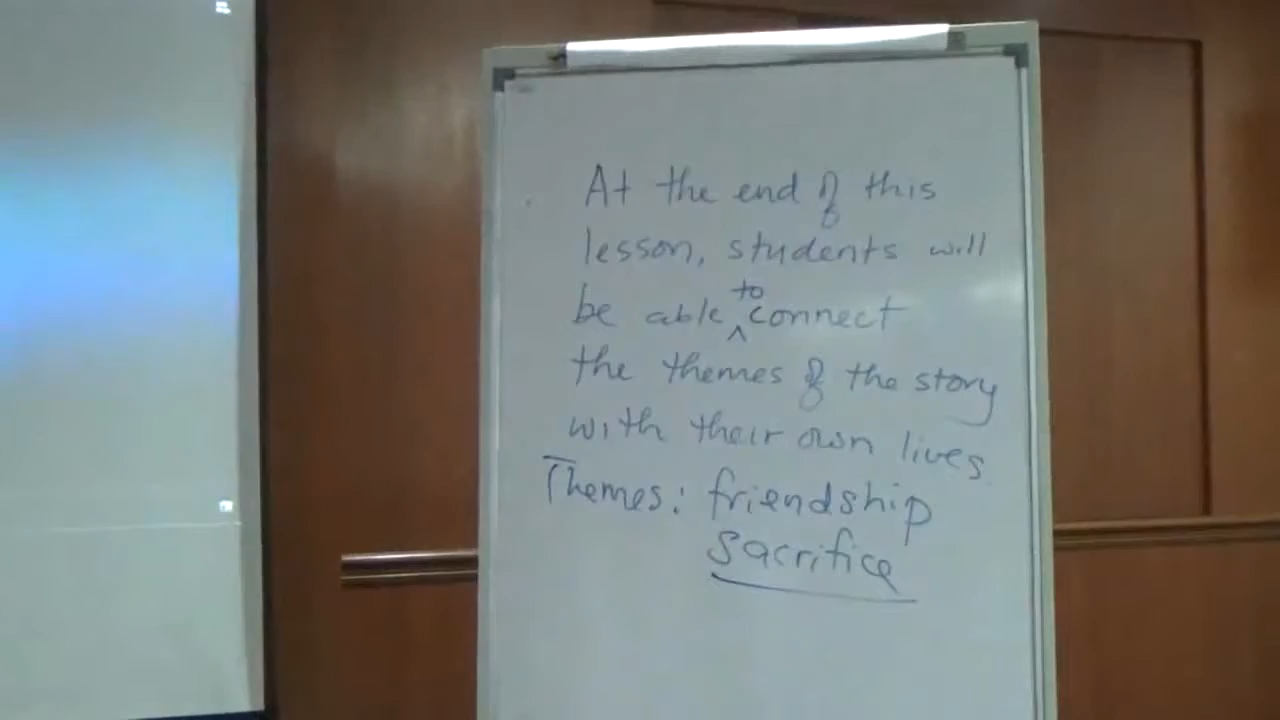 At the end of this
lesson, students will
be able to connect
the themes of the story
with their own lives
Themes: friendship
sacrifice